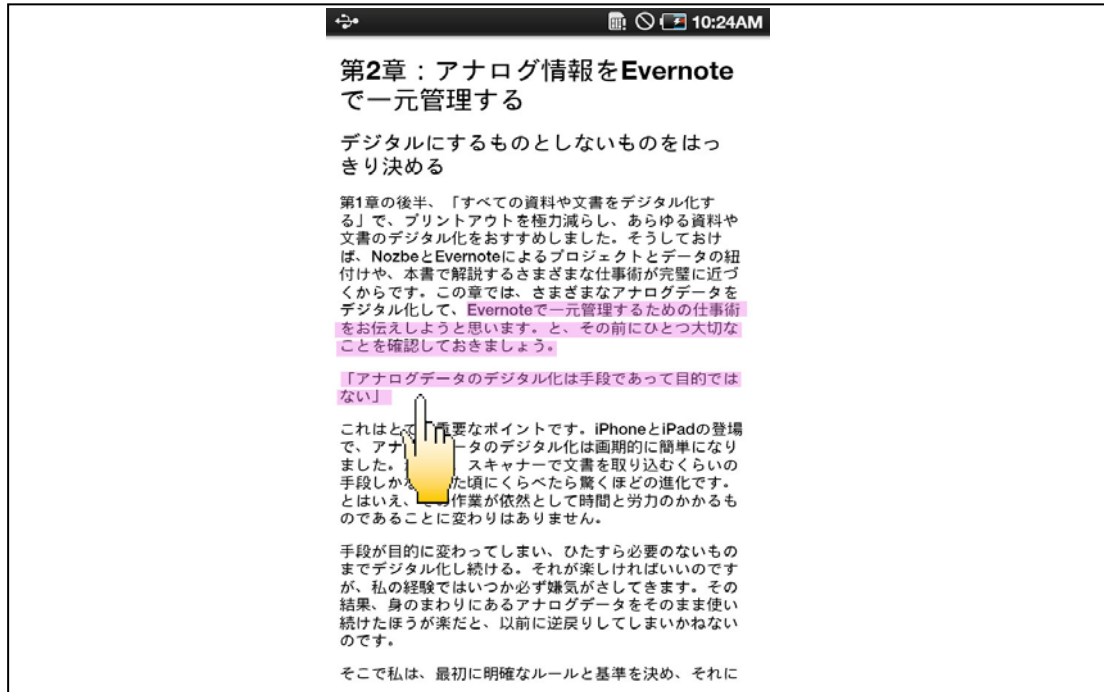 10:24AM
第2章：アナログ情報をEvernote
で一元管理する
デジタルにするものとしないものをはっ
きり決める
第1章の後半、「すべての資料や文書をデジタル化す
る」で、プリントアウトを極力減らし、あらゆる資料や
文書のデジタル化をおすすめしました。そうしておけ
ば、NozbeとEvernoteによるプロジェクトとデータの紐
付けや、本書で解説するさまざまな仕事術が完璧に近づ
くからです。この章では、さまざまなアナログデータを
デジタル化して、Evernoteで一元管理するための仕事術
をお伝えしようと思います。と、その前にひとつ大切な
ことを確認しておきましょう。
「アナログデータのデジタル化は手段であって目的では
ない」
これはとて 重要なポイントです。iPhoneとiPadの登場
で、アナ ータのデジタル化は画期的に簡単になり
ました。 スキャナーで文書を取り込むくらいの
手段しか た頃にくらべたら驚くほどの進化です。
とはいえ、 作業が依然として時間と労力のかかるも
のであることに変わりはありません。
手段が目的に変わってしまい、ひたすら必要のないもの
までデジタル化し続ける。それが楽しければいいのです
が、私の経験ではいつか必ず嫌気がさしてきます。その
結果、身のまわりにあるアナログデータをそのまま使い
続けたほうが楽だと、以前に逆戻りしてしまいかねない
のです。
そこで私は、最初に明確なルールと基準を決め、それに